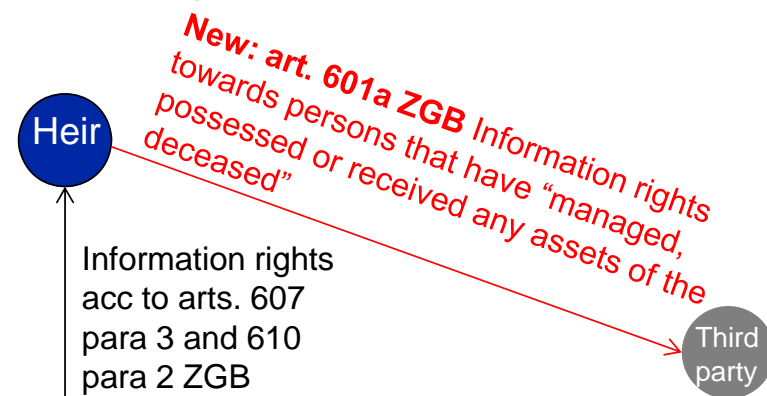 New: art. 601a ZGB Information rights
towards persons that have “managed,
possessed or received any assets of the
deceased”
Heir
Information rights
acc to arts. 607
para 3 and 610
para 2 ZGB
Third
party